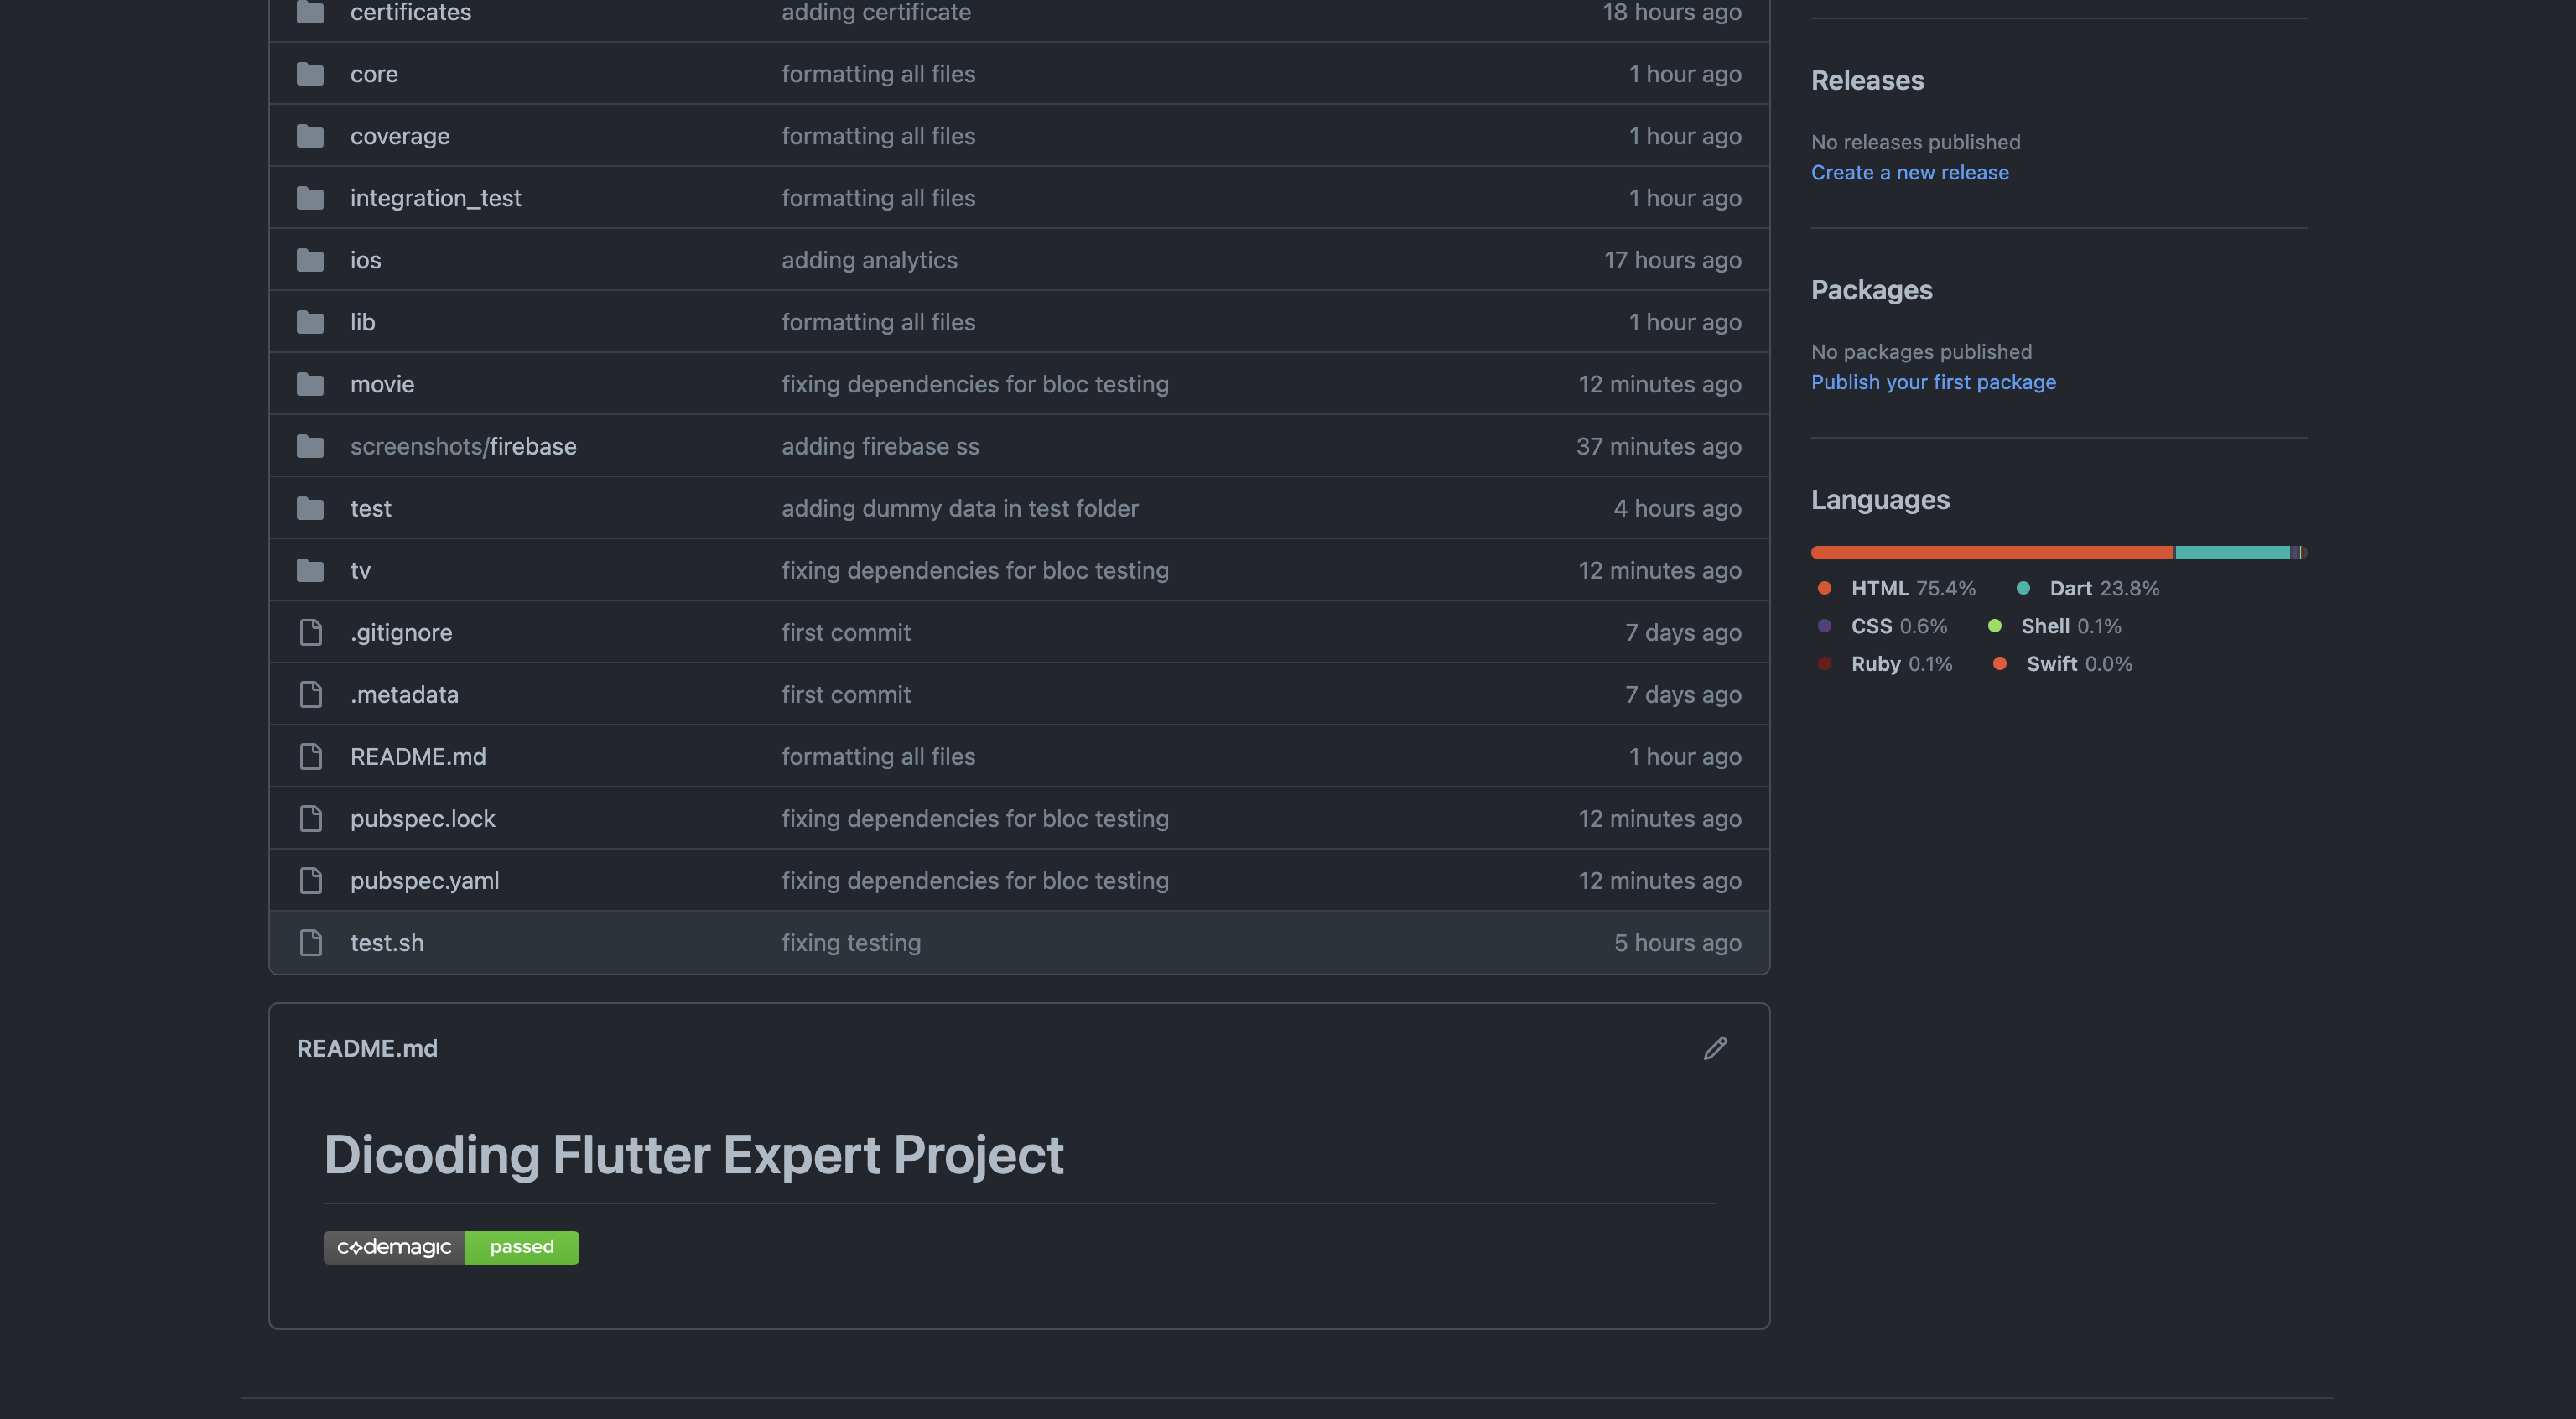 certificates adding certificate 18 hours ago
core formatting all files 1 hour ago
coverage formatting all files 1 hour ago
integration_test formatting all files 1 hour ago
ios adding analytics 17 hours ago
lib formatting all files 1 hour ago
movie fixing dependencies for bloc testing 12 minutes ago
screenshots/firebase adding firebase ss 37 minutes ago
test adding dummy data in test folder 4 hours ago
tv fixing dependencies for bloc testing 12 minutes ago
.gitignore first commit 7 days ago
.metadata first commit 7 days ago
README.md formatting all files 1 hour ago
pubspec.lock fixing dependencies for bloc testing 12 minutes ago
pubspec.yaml fixing dependencies for bloc testing 12 minutes ago
test.sh fixing testing 5 hours ago
README.md
Dicoding Flutter Expert Project
codemagic passed
Releases
No releases published
Create a new release
Packages
No packages published
Publish your first package
Languages
HTML 75.4% Dart 23.8%
CSS 0.6% Shell 0.1%
Ruby 0.1% Swift 0.0%